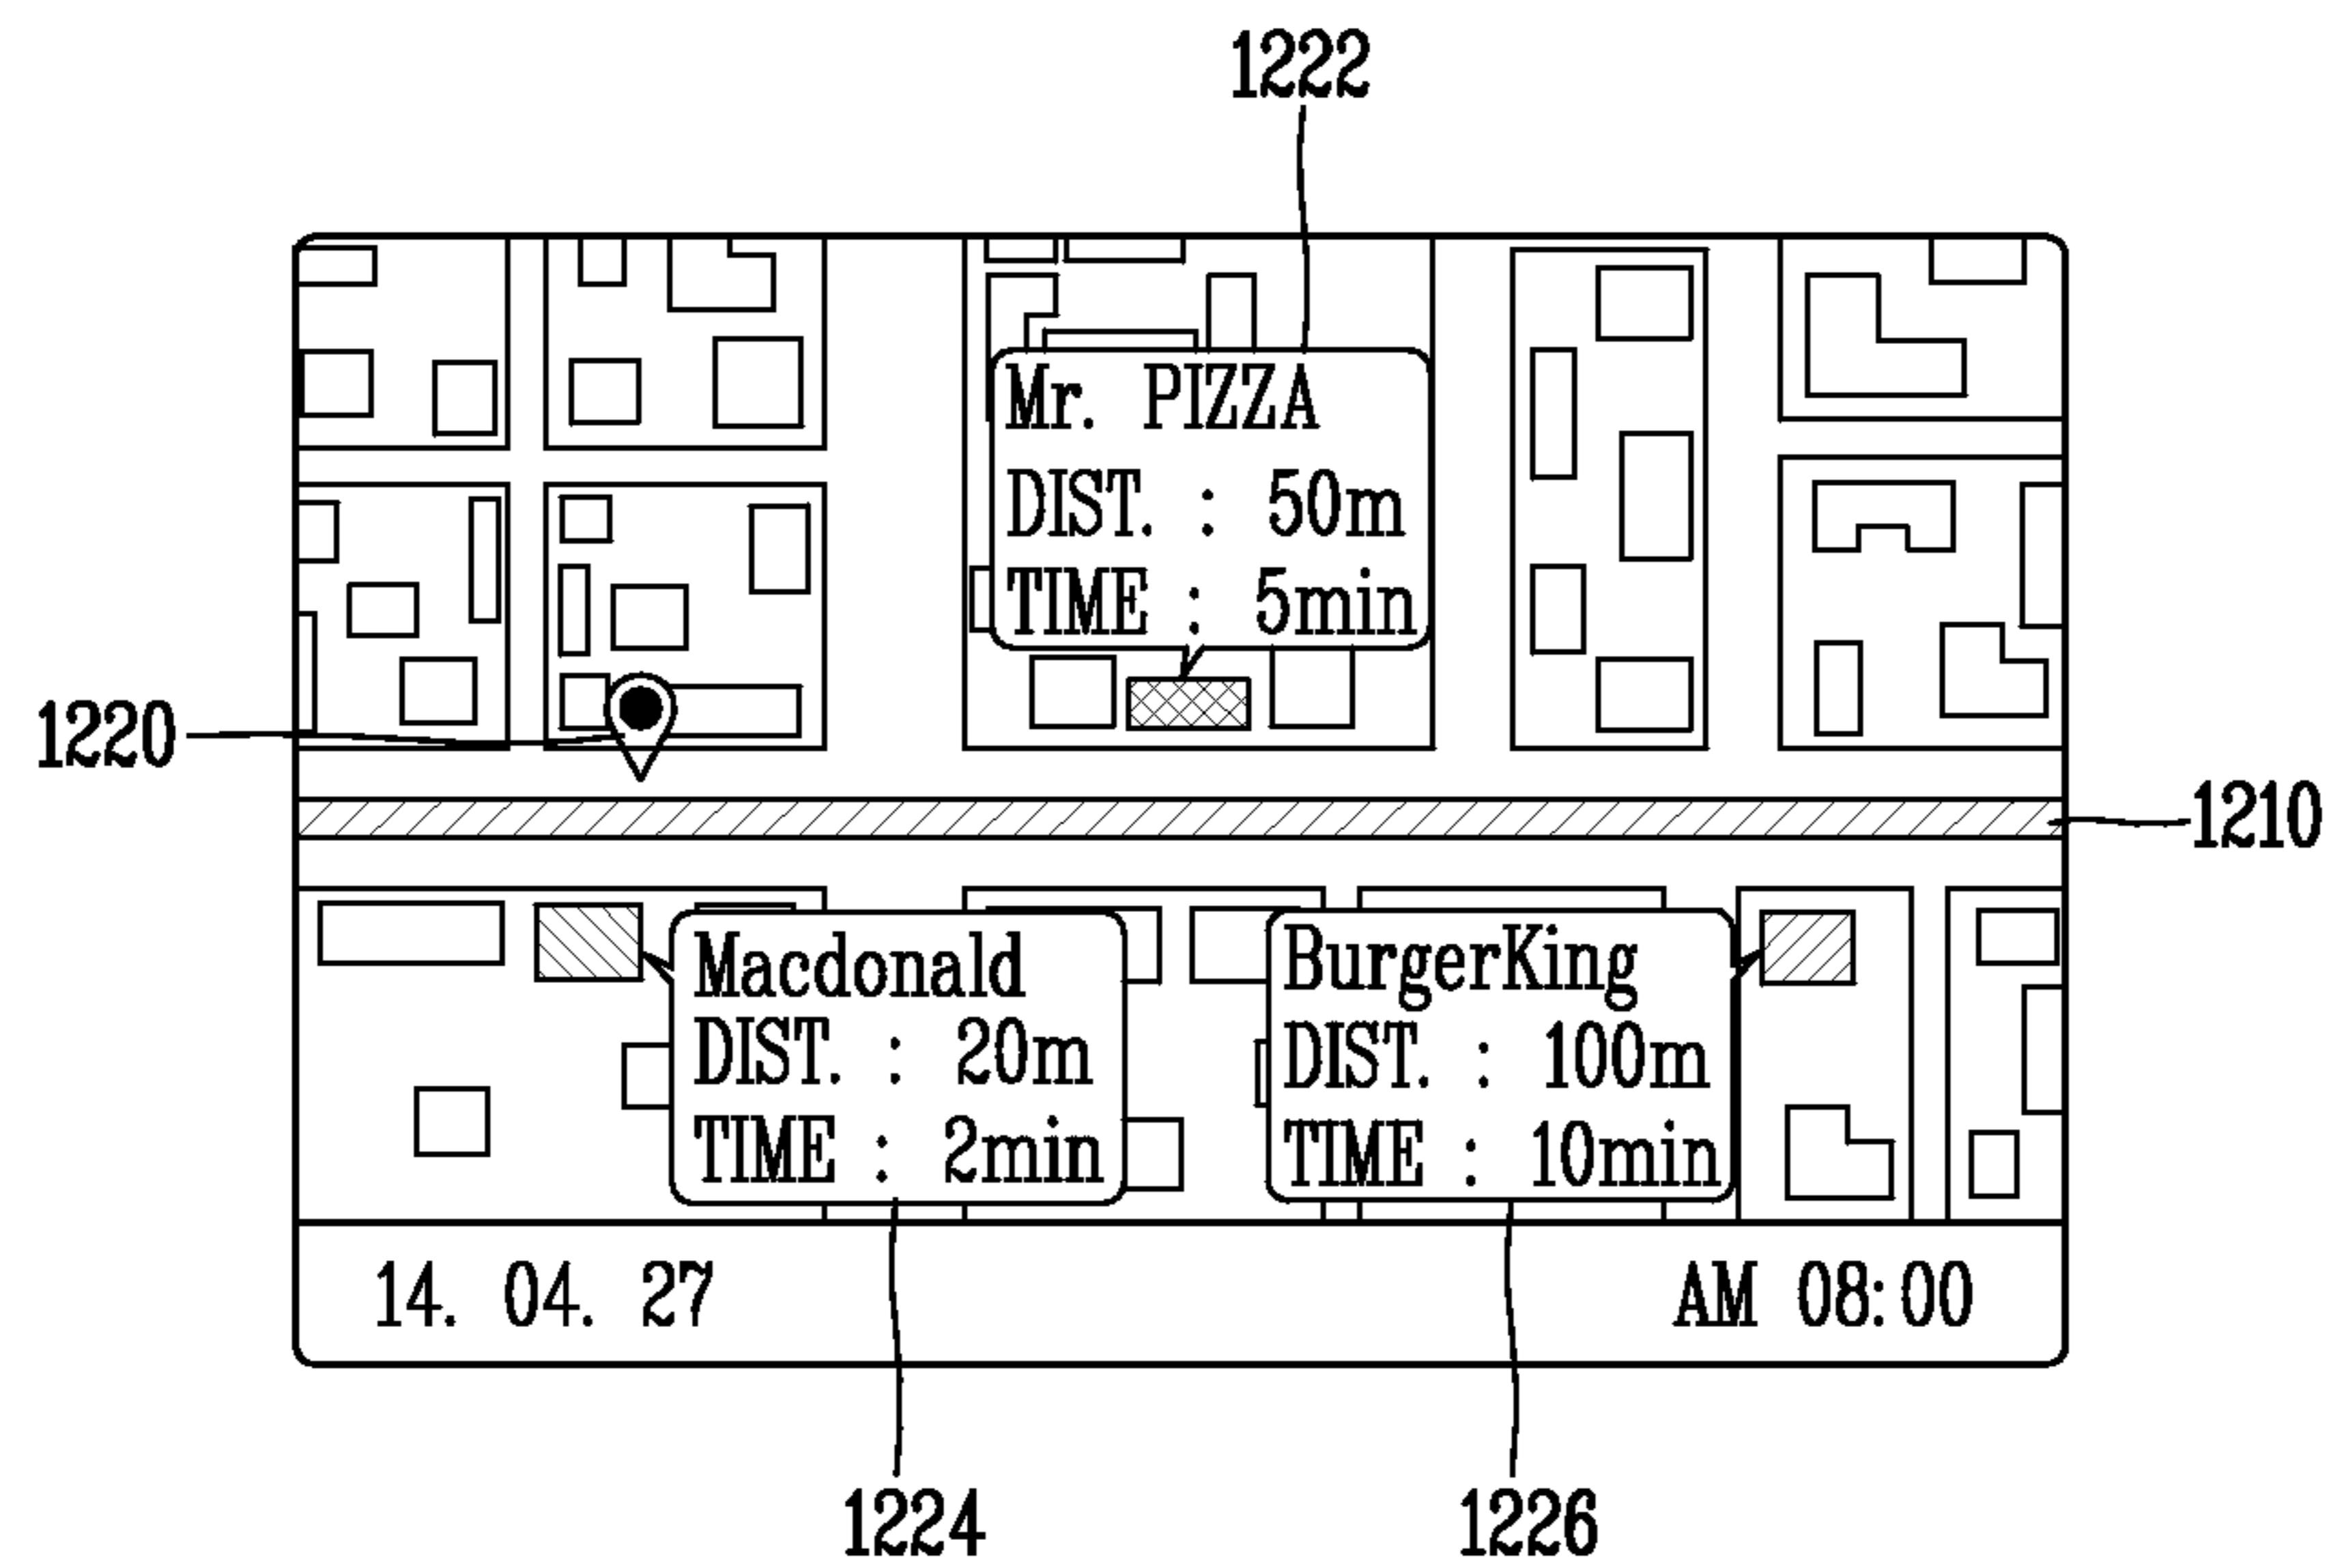 1222
Mr. PIZZA
DIST. : 50m
TIME : 5min
1220
1210
Macdonald
DIST. : 20m
TIME : 2min
BurgerKing
DIST. : 100m
TIME : 10min
14. 04. 27
AM 08:00
1224
1226